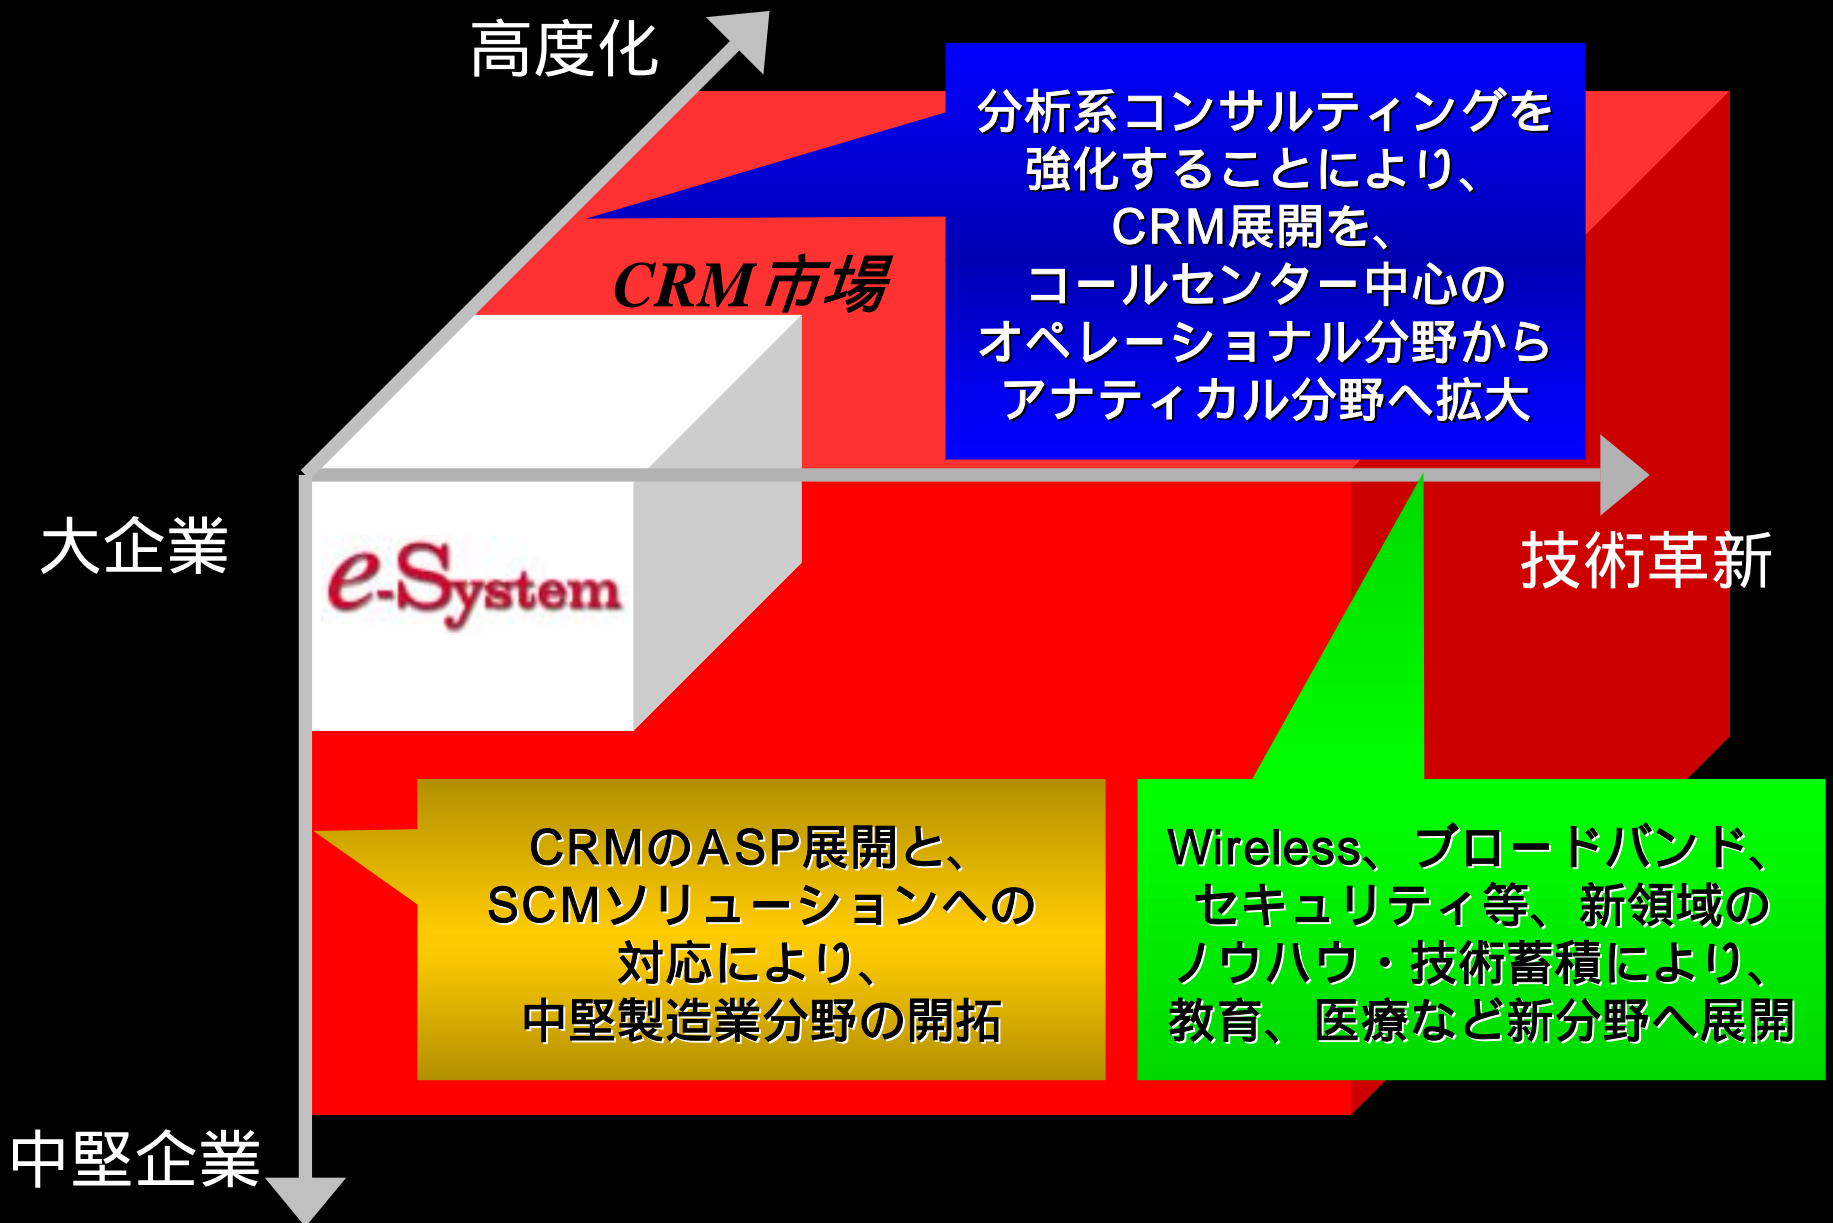 高度化
分析系コンサルティングを
強化することにより、
CRM展開を、
コールセンター中心の
オペレーショナル分野から
アナティカル分野へ拡大
CRM市場
大企業
e-System
技術革新
CRMのASP展開と、
SCMソリューションへの
対応により、
中堅製造業分野の開拓
Wireless、ブロードバンド、
セキュリティ等、新領域の
ノウハウ・技術蓄積により、
教育、医療など新分野へ展開
中堅企業